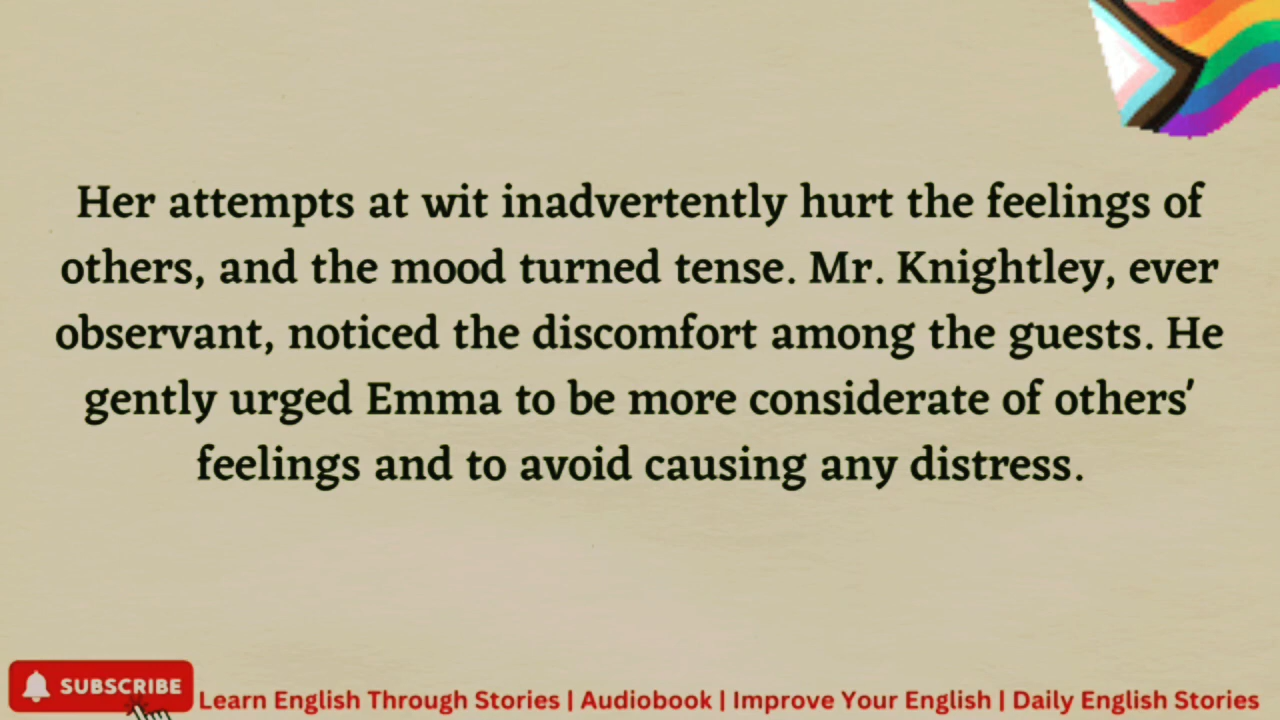 Her attempts at wit inadvertently hurt the feelings of
others, and the mood turned tense. Mr. Knightley, ever
observant, noticed the discomfort among the guests. He
gently urged Emma to be more considerate of others'
feelings and to avoid causing any distress.
SUBSCRIBE
Learn English Through Stories | Audiobook | Improve Your English | Daily English Stories